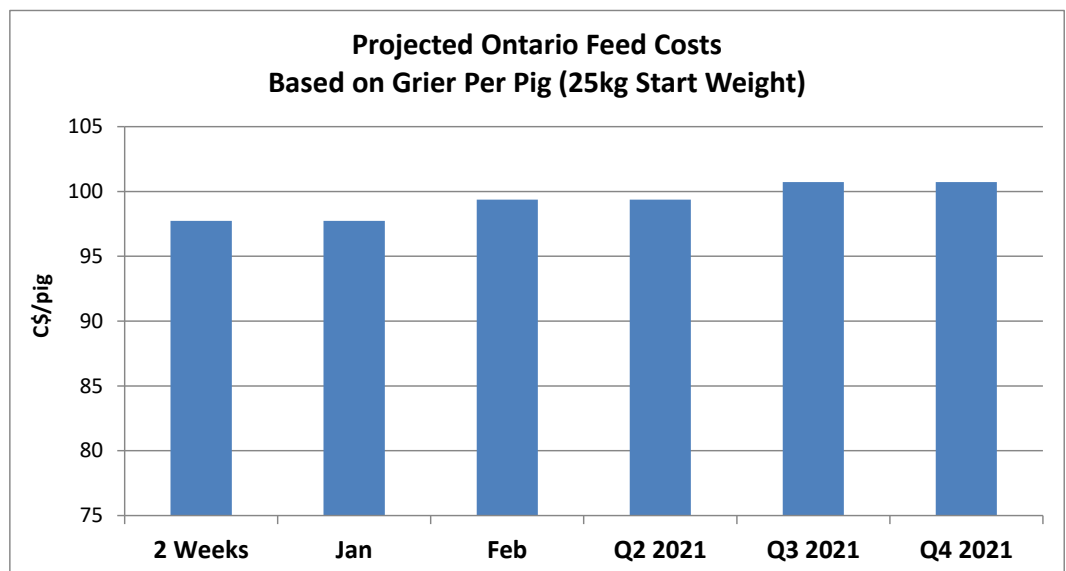 Projected Ontario Feed Costs
Based on Grier Per Pig (25kg Start Weight)
105
100
95
90
85
80
75
C$/pig
2 Weeks Jan Feb Q2 2021 Q3 2021 Q4 2021